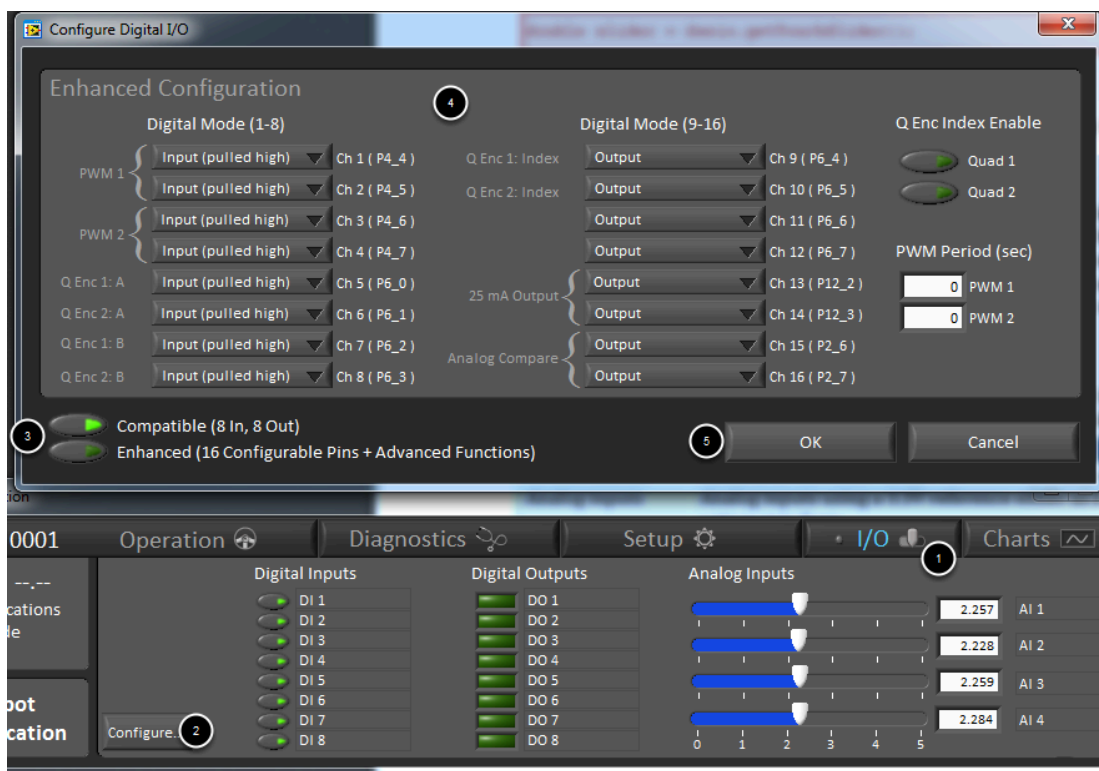 Configure Digital I/O
Enhanced Configuration
4
Digital Mode (1-8)
Digital Mode (9-16)
Q Enc Index Enable
PWM 1
Input (pulled high) Ch 1 ( P4_4 )
Input (pulled high) Ch 2 ( P4_5 )
PWM 2
Input (pulled high) Ch 3 ( P4_6 )
Input (pulled high) Ch 4 ( P4_7 )
Q Enc 1: A Input (pulled high) Ch 5 ( P6_0 )
Q Enc 2: A Input (pulled high) Ch 6 ( P6_1 )
Q Enc 1: B Input (pulled high) Ch 7 ( P6_2 )
Q Enc 2: B Input (pulled high) Ch 8 ( P6_3 )
Q Enc 1: Index Output Ch 9 ( P6_4 )
Q Enc 2: Index Output Ch 10 ( P6_5 )
Output Ch 11 ( P6_6 )
Output Ch 12 ( P6_7 )
25 mA Output
Output Ch 13 ( P12_2 )
Output Ch 14 ( P12_3 )
Analog Compare
Output Ch 15 ( P2_6 )
Output Ch 16 ( P2_7 )
Quad 1
Quad 2
PWM Period (sec)
0 PWM 1
0 PWM 2
3
Compatible (8 In, 8 Out)
Enhanced (16 Configurable Pins + Advanced Functions)
5
OK
Cancel
0001
Operation
Diagnostics
Setup
I/O
1
Charts
--.--
cations
de
cation
Configure..
2
Digital Inputs
DI 1
DI 2
DI 3
DI 4
DI 5
DI 6
DI 7
DI 8
Digital Outputs
DO 1
DO 2
DO 3
DO 4
DO 5
DO 6
DO 7
DO 8
Analog Inputs
2.257 AI 1
2.228 AI 2
2.259 AI 3
2.284 AI 4
0 1 2 3 4 5